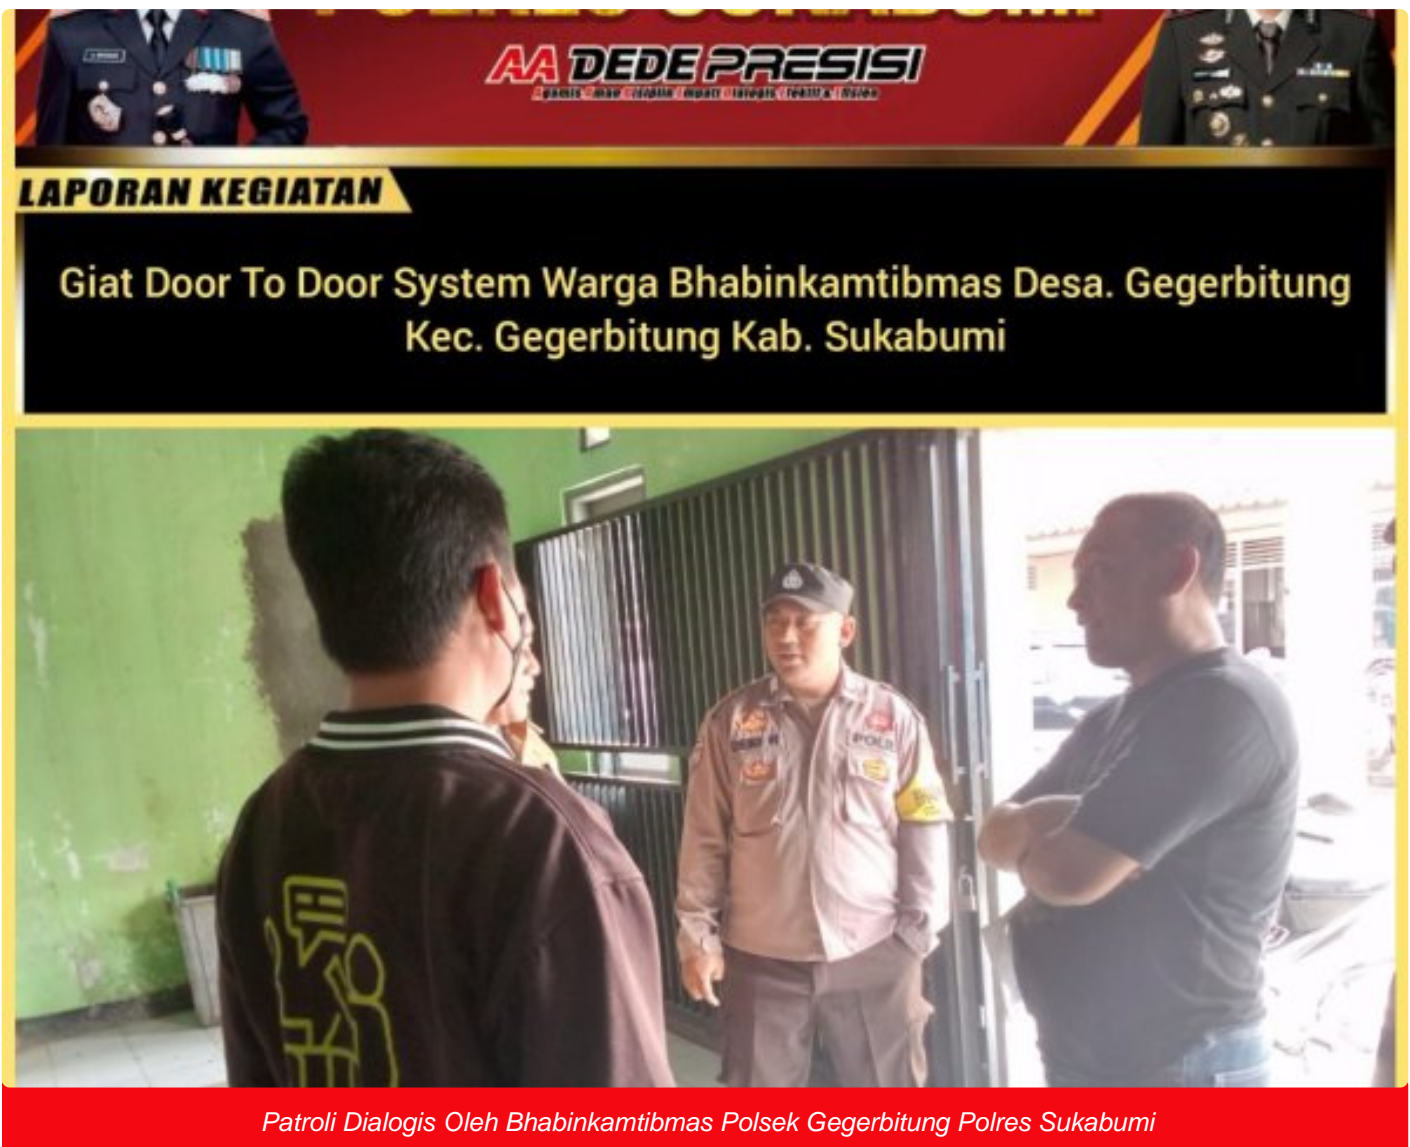 AA DEDE PRESISI
LAPORAN KEGIATAN
Giat Door To Door System Warga Bhabinkamtibmas Desa. Gegerbitung
Kec. Gegerbitung Kab. Sukabumi
POLRI
Patroli Dialogis Oleh Bhabinkamtibmas Polsek Gegerbitung Polres Sukabumi